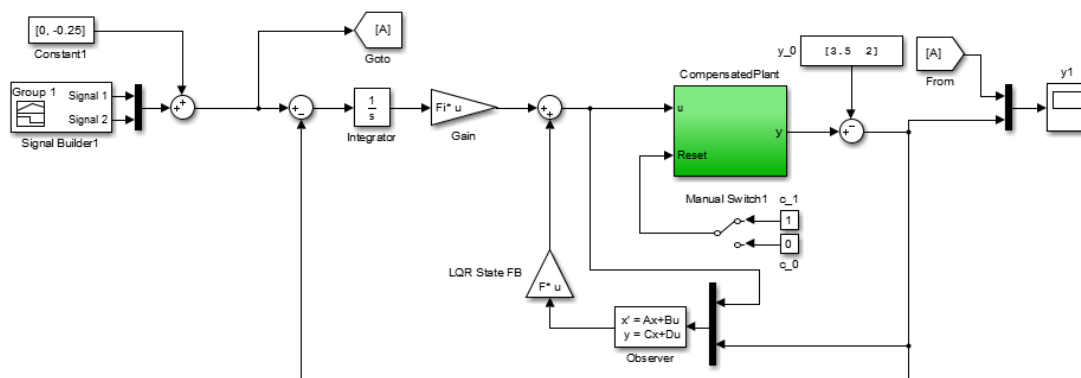 [0, -0.25]
Constant1
Group 1
Signal 1
Signal 2
Signal Builder1
[A]
Goto
1
s
Integrator
Fi* u
Gain
CompensatedPlant
u
y
Reset
y_0
[3.5 2]
[A]
From
y1
Manual Switch1
c_1
1
0
c_0
LQR State FB
F* u
x' = Ax+Bu
y = Cx+Du
Observer